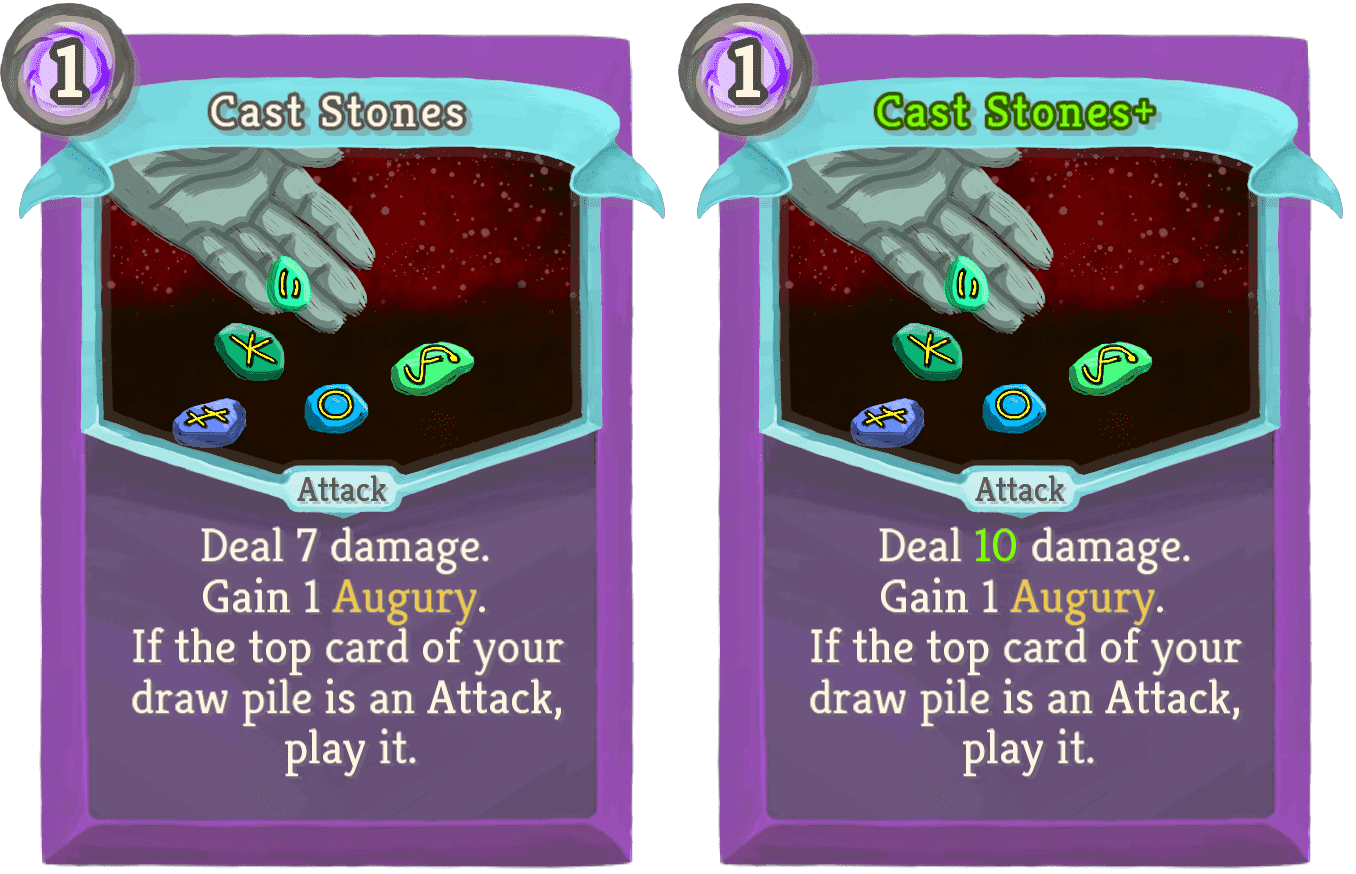 1
Cast Stones
Attack
Deal 7 damage.
Gain 1 Augury.
If the top card of your
draw pile is an Attack,
play it.
1
Cast Stones+
Attack
Deal 10 damage.
Gain 1 Augury.
If the top card of your
draw pile is an Attack,
play it.